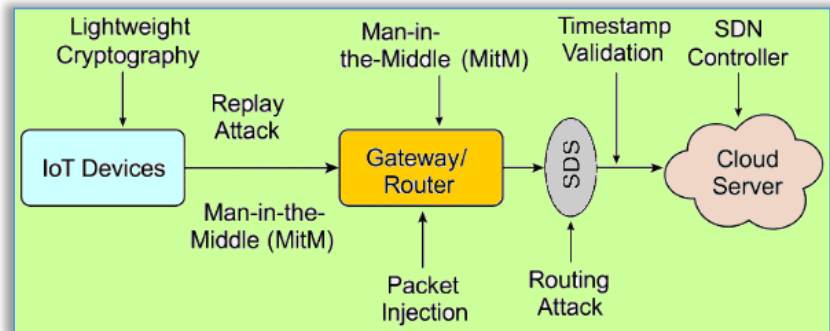 Lightweight
Cryptography
Man-in-
the-Middle (MitM)
Timestamp
Validation
SDN
Controller
Replay
Attack
IoT Devices
Gateway/
Router
SDS
Cloud
Server
Man-in-the-
Middle (MitM)
Packet
Injection
Routing
Attack